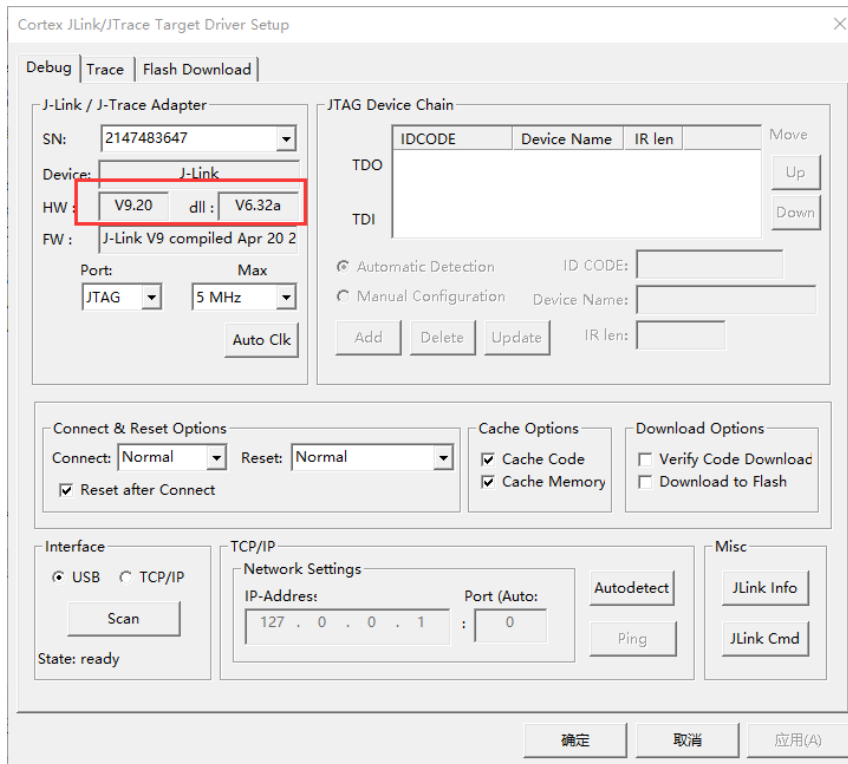 Cortex JLink/JTrace Target Driver Setup
Debug Trace Flash Download
J-Link / J-Trace Adapter
SN: 2147483647
Device: J-Link
HW : V9.20 dll : V6.32a
FW : J-Link V9 compiled Apr 20 2
Port: Max
JTAG 5 MHz
Auto Clk
JTAG Device Chain
IDCODE Device Name IR len
TDO
TDI
Move
Up
Down
Automatic Detection ID CODE:
Manual Configuration Device Name:
Add Delete Update IR len:
Connect & Reset Options
Connect: Normal Reset: Normal
Reset after Connect
Cache Options
Cache Code
Cache Memory
Download Options
Verify Code Download
Download to Flash
Interface
USB TCP/IP
Scan
State: ready
TCP/IP
Network Settings
IP-Address: Port (Auto:
127 . 0 . 0 . 1 : 0
Autodetect
Ping
Misc
JLink Info
JLink Cmd
确定 取消 应用(A)